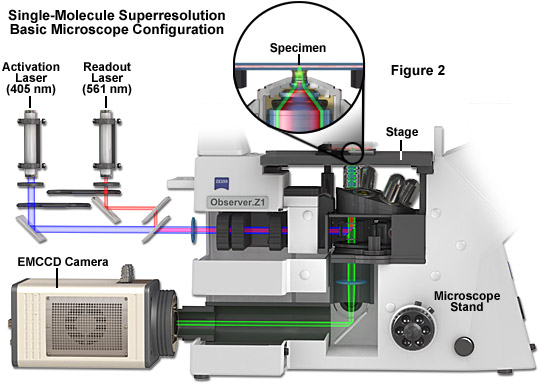 Single-Molecule Superresolution
Basic Microscope Configuration
Activation
Laser
(405 nm)
Readout
Laser
(561 nm)
Specimen
Figure 2
Stage
ZEISS
Observer.Z1
EMCCD Camera
Microscope
Stand